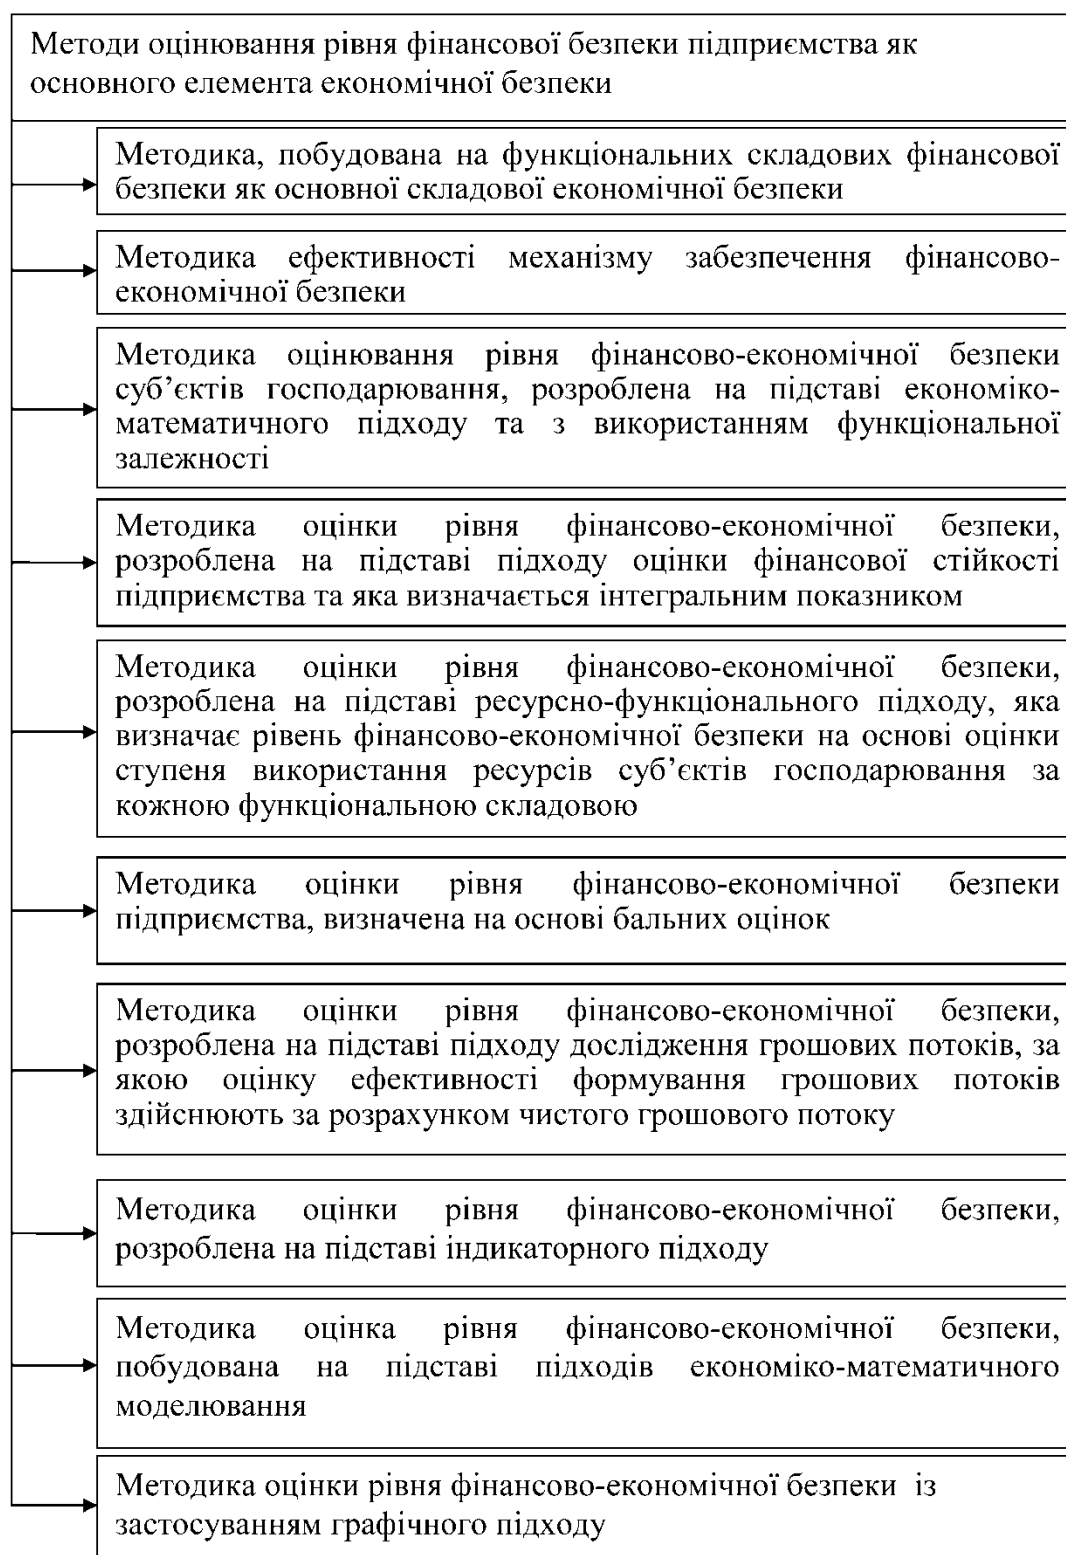 Методи оцінювання рівня фінансової безпеки підприємства як
основного елемента економічної безпеки
Методика, побудована на функціональних складових фінансової
безпеки як основної складової економічної безпеки
Методика ефективності механізму забезпечення фінансово-
економічної безпеки
Методика оцінювання рівня фінансово-економічної безпеки
суб’єктів господарювання, розроблена на підставі економіко-
математичного підходу та з використанням функціональної
залежності
Методика оцінки рівня фінансово-економічної безпеки,
розроблена на підставі підходу оцінки фінансової стійкості
підприємства та яка визначається інтегральним показником
Методика оцінки рівня фінансово-економічної безпеки,
розроблена на підставі ресурсно-функціонального підходу, яка
визначає рівень фінансово-економічної безпеки на основі оцінки
ступеня використання ресурсів суб’єктів господарювання за
кожною функціональною складовою
Методика оцінки рівня фінансово-економічної безпеки
підприємства, визначена на основі бальних оцінок
Методика оцінки рівня фінансово-економічної безпеки,
розроблена на підставі підходу дослідження грошових потоків, за
якою оцінку ефективності формування грошових потоків
здійснюють за розрахунком чистого грошового потоку
Методика оцінки рівня фінансово-економічної безпеки,
розроблена на підставі індикаторного підходу
Методика оцінка рівня фінансово-економічної безпеки,
побудована на підставі підходів економіко-математичного
моделювання
Методика оцінки рівня фінансово-економічної безпеки із
застосуванням графічного підходу